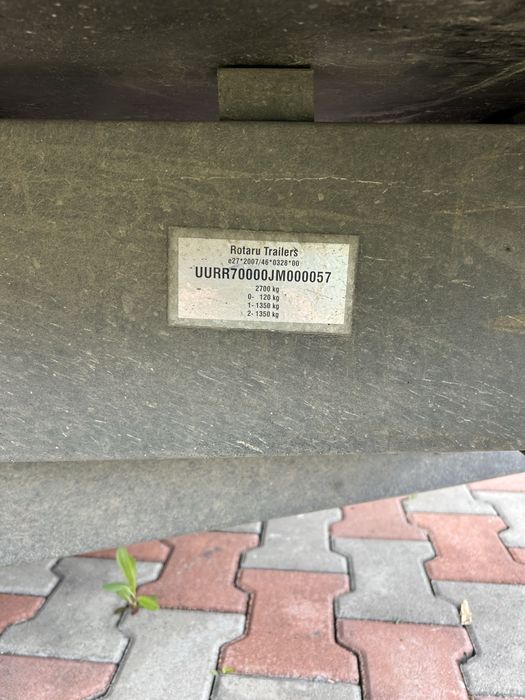 Rotaru Trailers
e27*2007/46*0328*00
UURR70000JM000057
2700 kg
0- 120 kg
1- 1350 kg
2- 1350 kg